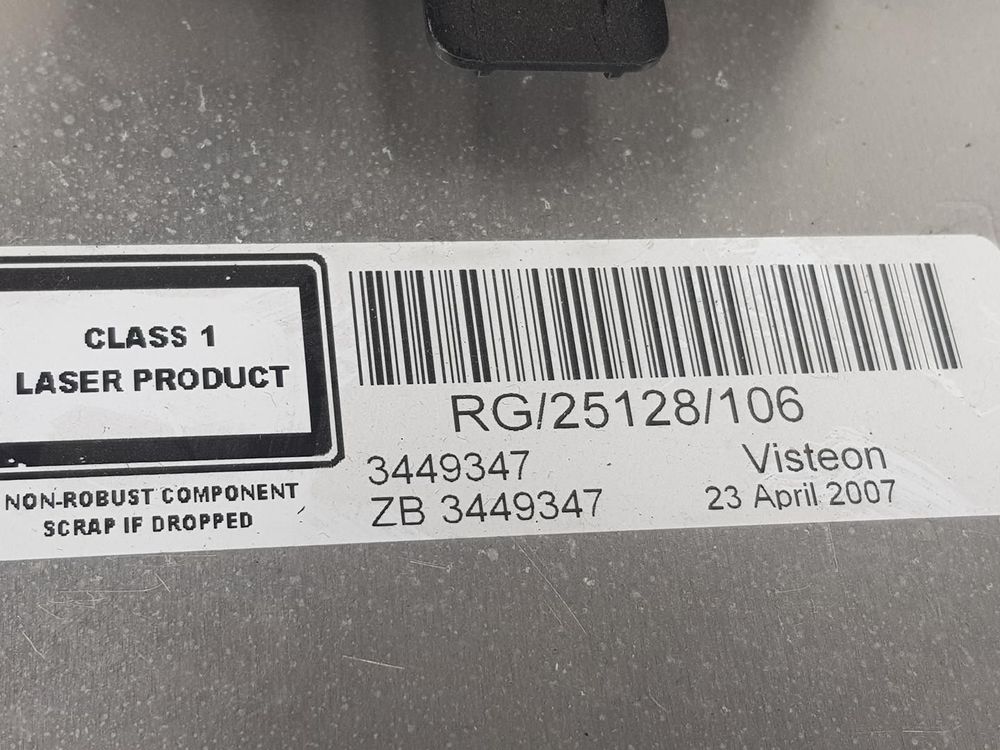 CLASS 1
LASER PRODUCT
NON-ROBUST COMPONENT
SCRAP IF DROPPED
RG/25128/106
3449347
ZB 3449347
Visteon
23 April 2007